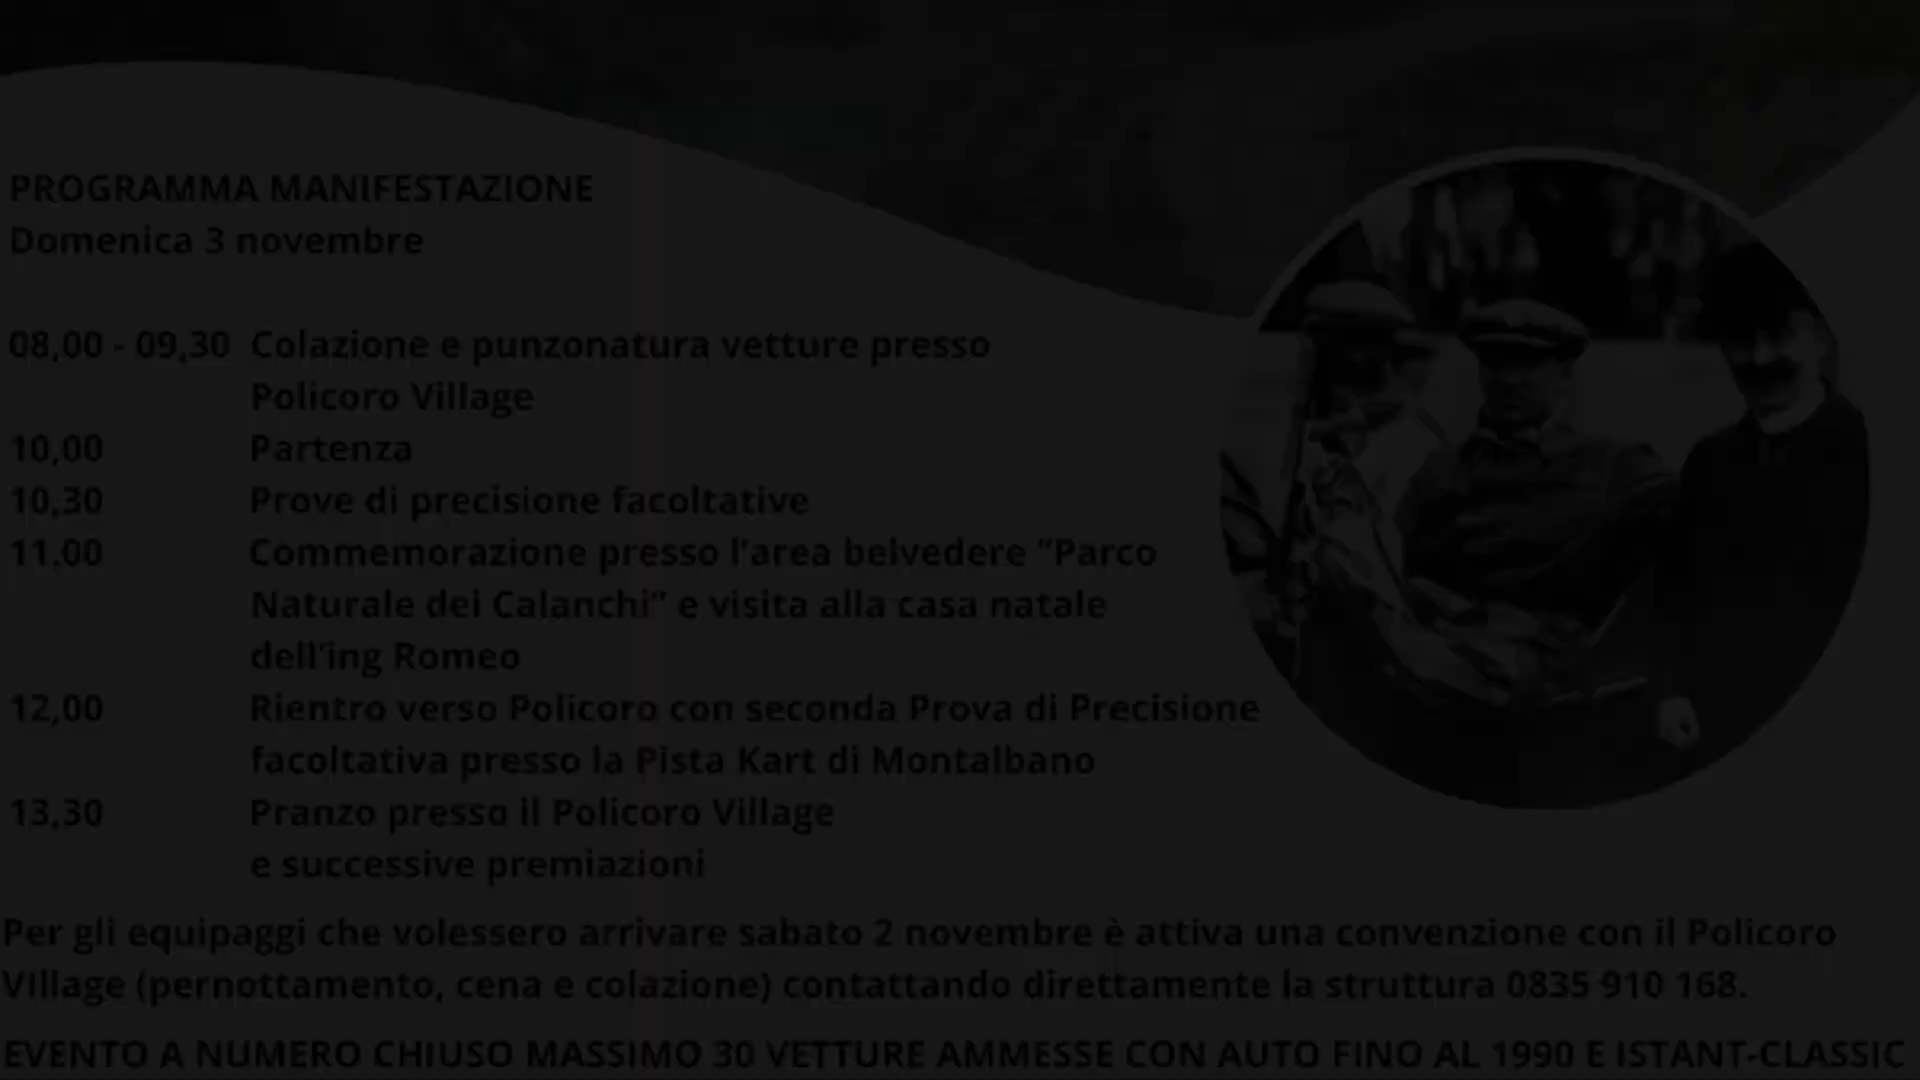 PROGRAMMA MANIFESTAZIONE
Domenica 3 novembre
08,00 - 09,30 Colazione e punzonatura vetture presso
Policoro Village
10,00 Partenza
10,30 Prove di precisione facoltative
11.00 Commemorazione presso l'area belvedere "Parco
Naturale dei Calanchi" e visita alla casa natale
dell'ing Romeo
12,00 Rientro verso Policoro con seconda Prova di Precisione
facoltativa presso la Pista Kart di Montalbano
13,30 Pranzo presso il Policoro Village
e successive premiazioni
Per gli equipaggi che volessero arrivare sabato 2 novembre è attiva una convenzione con il Policoro
VIllage (pernottamento, cena e colazione) contattando direttamente la struttura 0835 910 168.
EVENTO A NUMERO CHIUSO MASSIMO 30 VETTURE AMMESSE CON AUTO FINO AL 1990 E ISTANT-CLASSIC